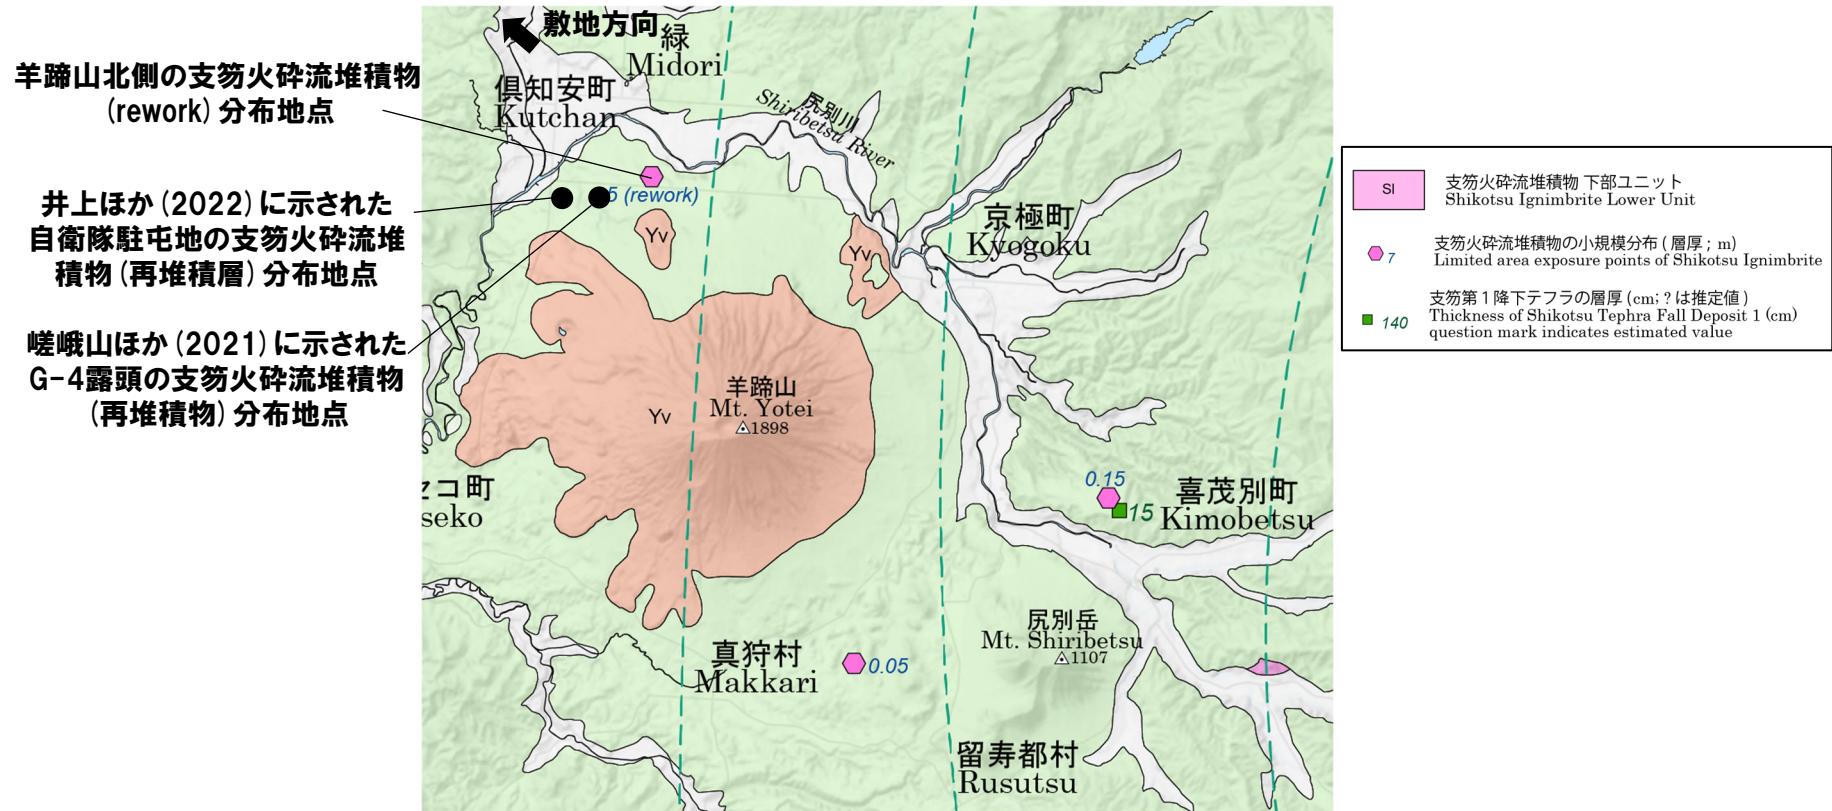 敷地方向
緑
Midori
羊蹄山北側の支笏火砕流堆積物
(rework) 分布地点
倶知安町
Kutchan
尻別川
Shiribetsu River
井上ほか(2022)に示された
自衛隊駐屯地の支笏火砕流堆
積物(再堆積層)分布地点
5 (rework)
Yv
Yv
京極町
Kyogoku
嵯峨山ほか(2021)に示された
G-4露頭の支笏火砕流堆積物
(再堆積物)分布地点
羊蹄山
Mt. Yotei
1898
Yv
セコ町
seko
0.15
15
喜茂別町
Kimobetsu
尻別岳
Mt. Shiribetsu
1107
真狩村
Makkari
0.05
留寿都村
Rusutsu
SI
支笏火砕流堆積物 下部ユニット
Shikotsu Ignimbrite Lower Unit
7
支笏火砕流堆積物の小規模分布 ( 層厚 ; m)
Limited area exposure points of Shikotsu Ignimbrite
140
支笏第 1 降下テフラの層厚 (cm; ? は推定値 )
Thickness of Shikotsu Tephra Fall Deposit 1 (cm)
question mark indicates estimated value